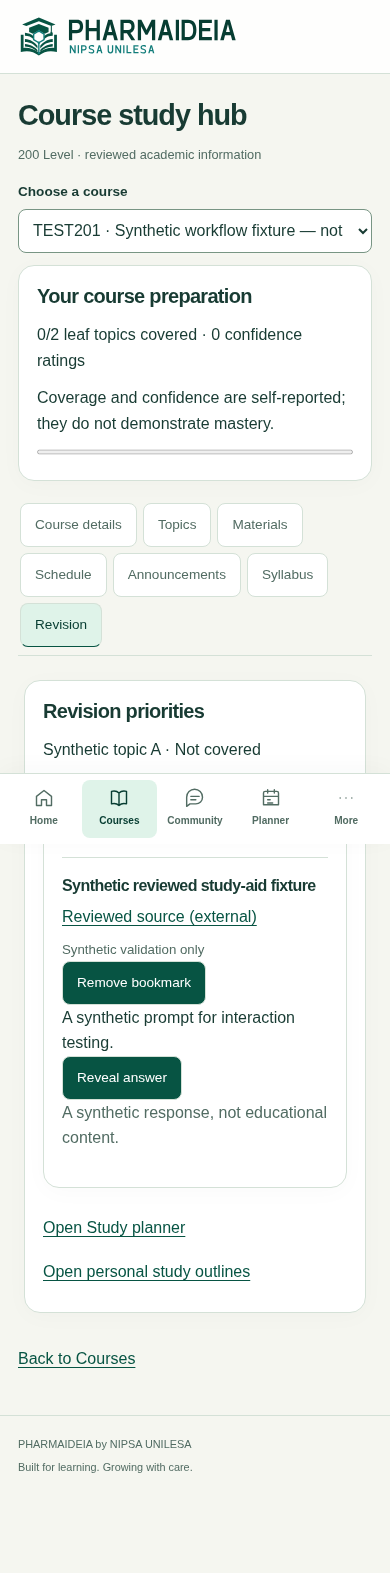 PHARMAIDEIA
NIPSA UNILESA
Course study hub
200 Level · reviewed academic information
Choose a course
TEST201 · Synthetic workflow fixture — not
Your course preparation
0/2 leaf topics covered · 0 confidence
ratings
Coverage and confidence are self-reported;
they do not demonstrate mastery.
Course details
Topics
Materials
Schedule
Announcements
Syllabus
Revision
Revision priorities
Synthetic topic A · Not covered
Home
Courses
Community
Planner
More
Synthetic reviewed study-aid fixture
Reviewed source (external)
Synthetic validation only
Remove bookmark
A synthetic prompt for interaction
testing.
Reveal answer
A synthetic response, not educational
content.
Open Study planner
Open personal study outlines
Back to Courses
PHARMAIDEIA by NIPSA UNILESA
Built for learning. Growing with care.